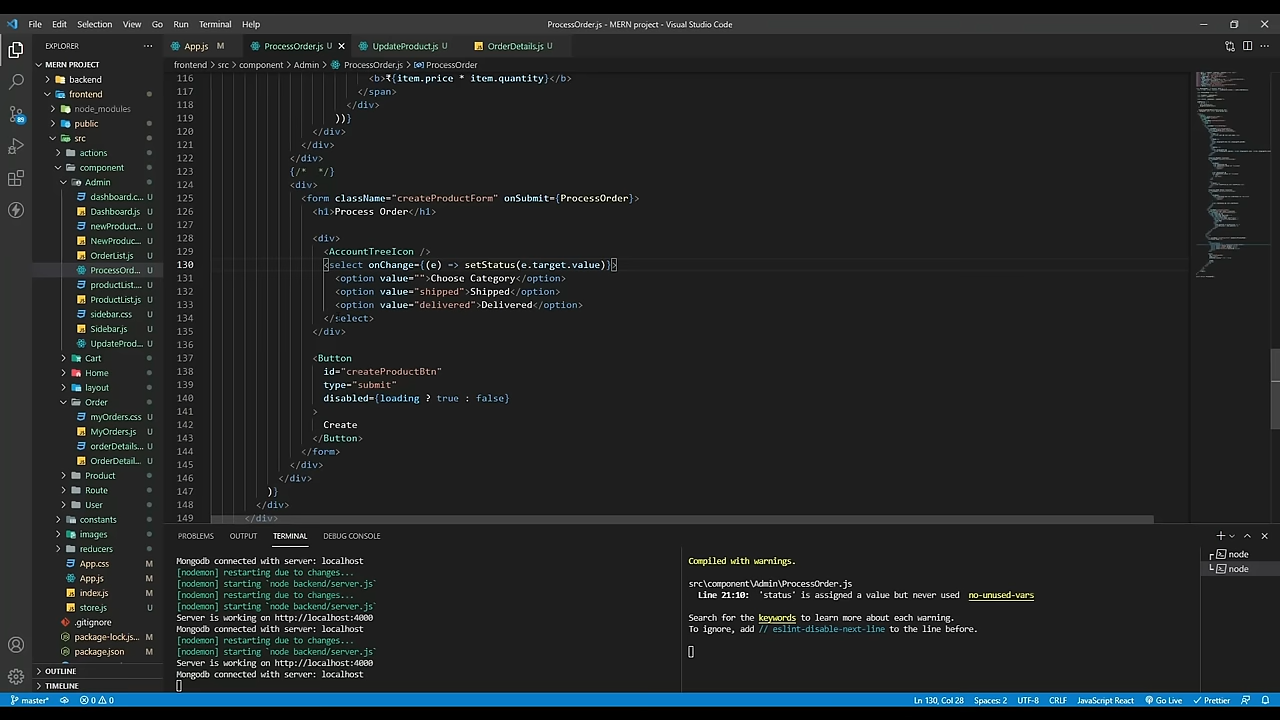 File Edit Selection View Go Run Terminal Help
ProcessOrder.js - MERN project - Visual Studio Code
EXPLORER
App.js M
ProcessOrder.js U
UpdateProduct.js U
OrderDetails.js U
MERN PROJECT
frontend > src > component > Admin > ProcessOrder.js > ProcessOrder
backend
frontend
node_modules
public
src
actions
component
Admin
dashboard.c... U
Dashboard.js U
newProduct... U
NewProduc... U
OrderList.js U
ProcessOrd... U
productList.... U
ProductList.js U
sidebar.css U
Sidebar.js U
UpdateProd... U
Cart
Home
layout
Order
myOrders.css U
MyOrders.js U
orderDetails... U
OrderDetail... U
Product
Route
User
constants
images
reducers
App.css M
App.js M
index.js M
store.js U
.gitignore
package-lock.js... M
package.json M
OUTLINE
TIMELINE
89
116 <b>₹{item.price * item.quantity}</b>
117 </span>
118 </div>
119 ))}
120 </div>
121 </div>
122 </div>
123 {/* */}
124 <div>
125 <form className="createProductForm" onSubmit={ProcessOrder}>
126 <h1>Process Order</h1>
127
128 <div>
129 <AccountTreeIcon />
130 <select onChange={(e) => setStatus(e.target.value)}>
131 <option value="">Choose Category</option>
132 <option value="shipped">Shipped</option>
133 <option value="delivered">Delivered</option>
134 </select>
135 </div>
136
137 <Button
138 id="createProductBtn"
139 type="submit"
140 disabled={loading ? true : false}
141 >
142 Create
143 </Button>
144 </form>
145 </div>
146 </div>
147 )}
148 </div>
149 </div>
PROBLEMS OUTPUT TERMINAL DEBUG CONSOLE
Mongodb connected with server: localhost
[nodemon] restarting due to changes...
[nodemon] starting `node backend/server.js`
[nodemon] restarting due to changes...
[nodemon] starting `node backend/server.js`
Server is working on http://localhost:4000
Mongodb connected with server: localhost
[nodemon] restarting due to changes...
[nodemon] starting `node backend/server.js`
Server is working on http://localhost:4000
Mongodb connected with server: localhost
Compiled with warnings.
src\component\Admin\ProcessOrder.js
Line 21:10: 'status' is assigned a value but never used no-unused-vars
Search for the keywords to learn more about each warning.
To ignore, add // eslint-disable-next-line to the line before.
node
node
master* 0 0 Ln 130, Col 28 Spaces: 2 UTF-8 CRLF JavaScript React Go Live Prettier